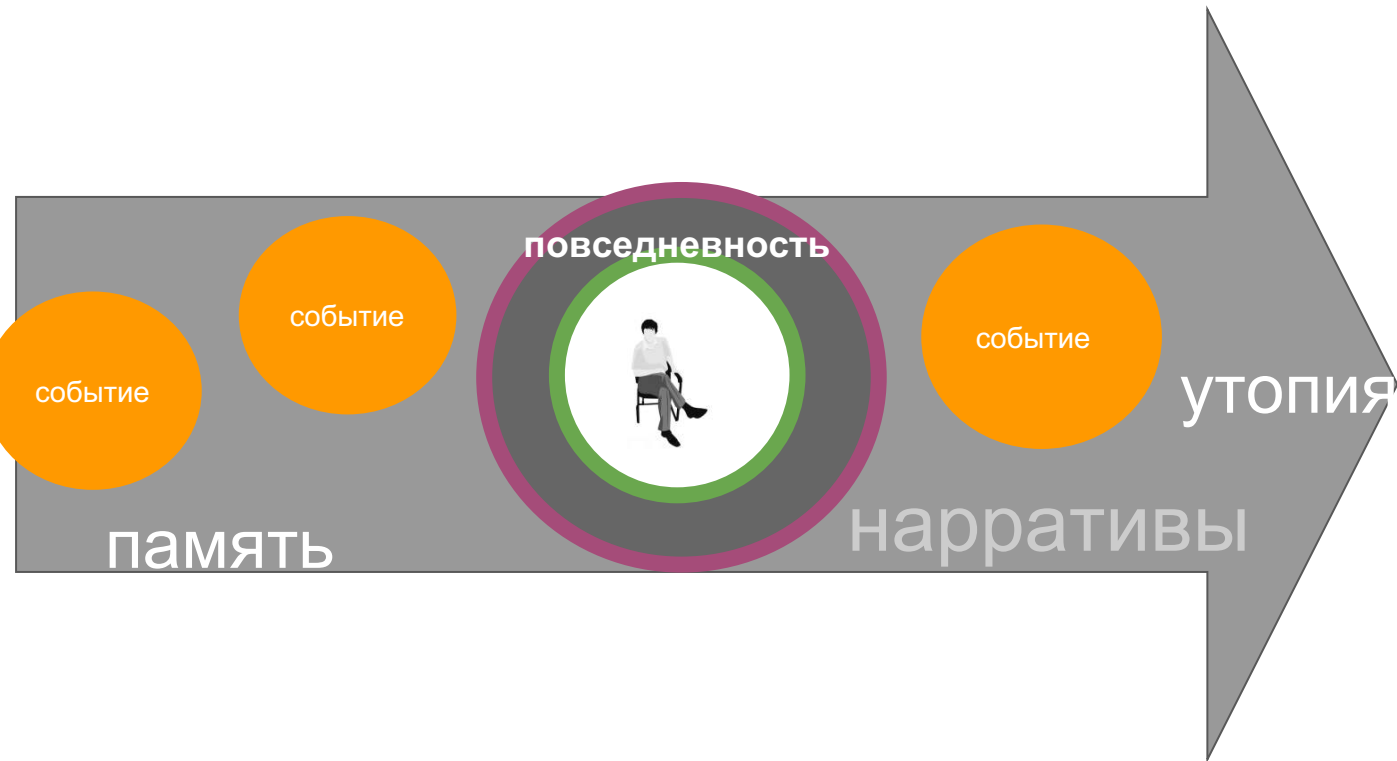 повседневность
событие
событие
событие
утопия
нарративы
память